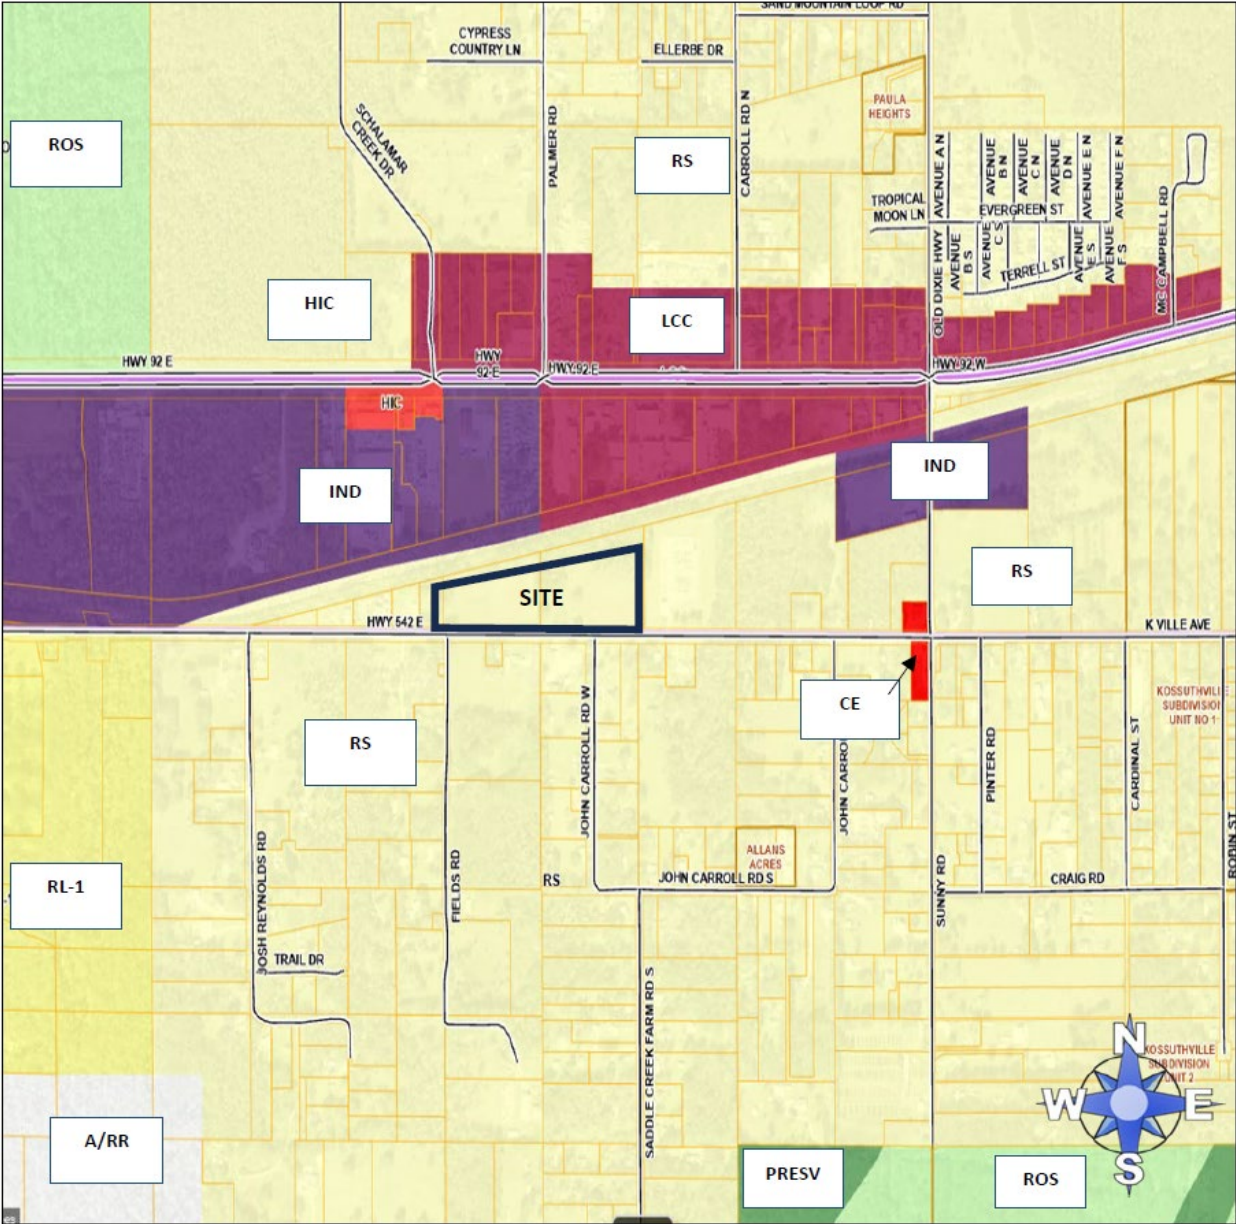 SAND MOUNTAIN LOOP RD
CYPRESS
COUNTRY LN
ELLERBE DR
PAULA
HEIGHTS
SCHALAMAR
CREEK DR
PALMER RD
CARROLL RD N
ROS
RS
AVENUE A N
AVENUE
B N
AVENUE
C N
AVENUE
D N
AVENUE E N
AVENUE F N
TROPICAL
MOON LN
EVERGREEN ST
OLD DIXIE HWY
AVENUE
B S
AVENUE
C S
TERRELL ST
AVENUE
E S
AVENUE
F S
MC CAMPBELL RD
HIC
LCC
HWY 92 E
HWY
92 E
HWY 92 E
HWY 92 W
HIC
IND
IND
RS
SITE
HWY 542 E
K VILLE AVE
CE
RS
JOHN CARROLL RD W
JOHN CARRO
PINTER RD
CARDINAL ST
KOSSUTHVILLE
SUBDIVISION
UNIT NO 1
ROBIN ST
RL-1
JOSH REYNOLDS RD
FIELDS RD
RS
ALLANS
ACRES
JOHN CARROLL RD S
SUNNY RD
CRAIG RD
TRAIL DR
SADDLE CREEK FARM RD S
N
KOSSUTHVILLE
SUBDIVISION
UNIT 2
W
E
S
A/RR
PRESV
ROS